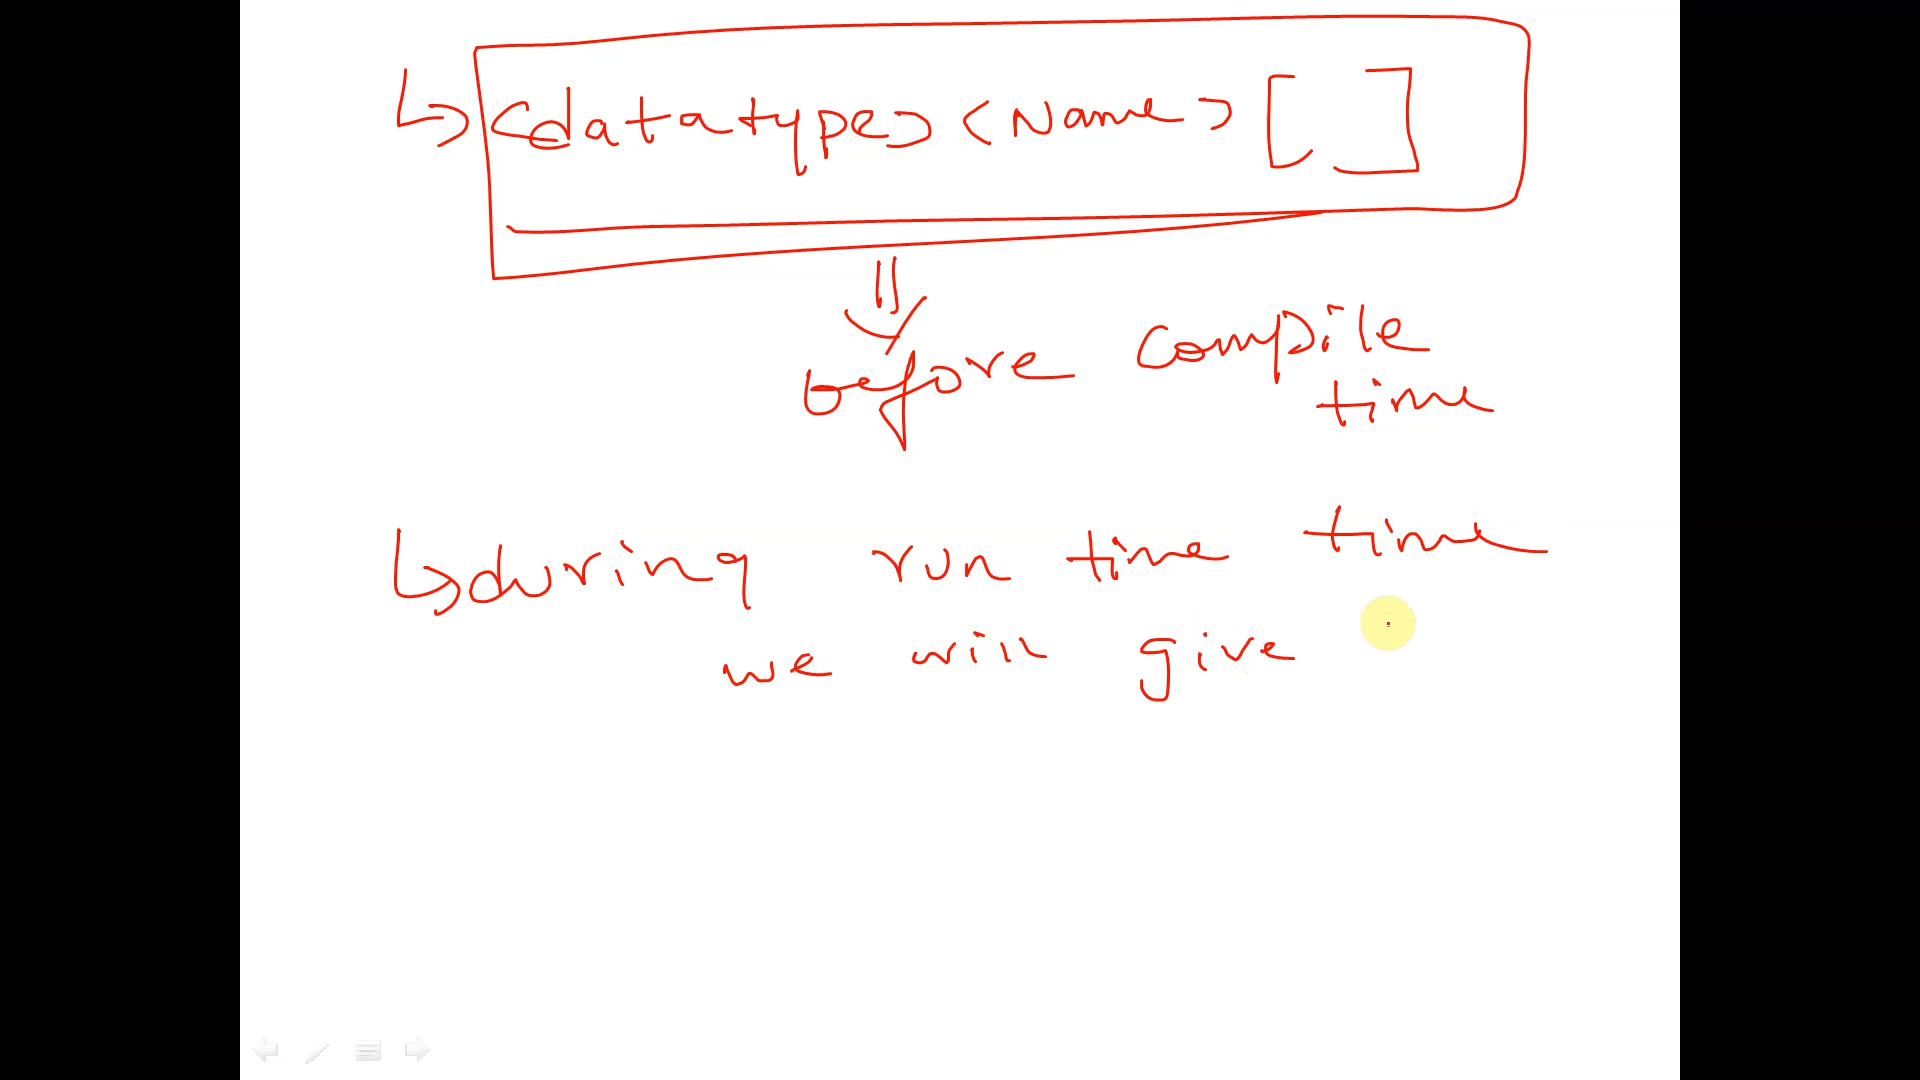 <datatype> <Name> [ ]
before compile
time
during run time time
we will give